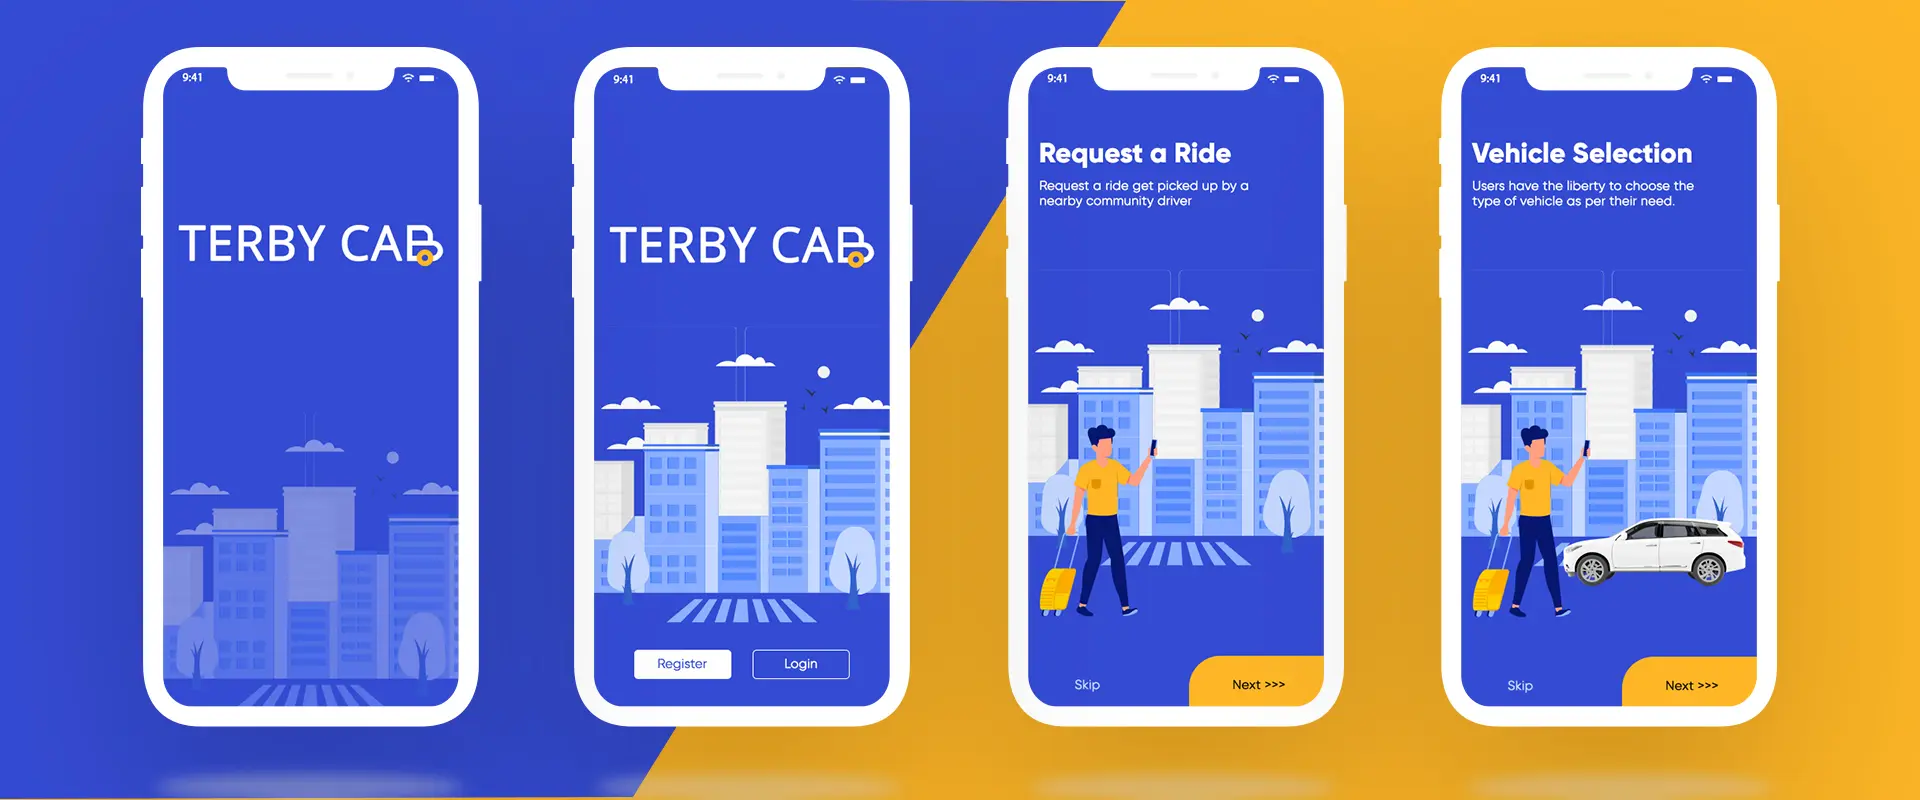 9:41
TERBY CAB
9:41
TERBY CAB
Register
Login
9:41
Request a Ride
Request a ride get picked up by a
nearby community driver
Skip
Next >>>
9:41
Vehicle Selection
Users have the liberty to choose the
type of vehicle as per their need.
Skip
Next >>>